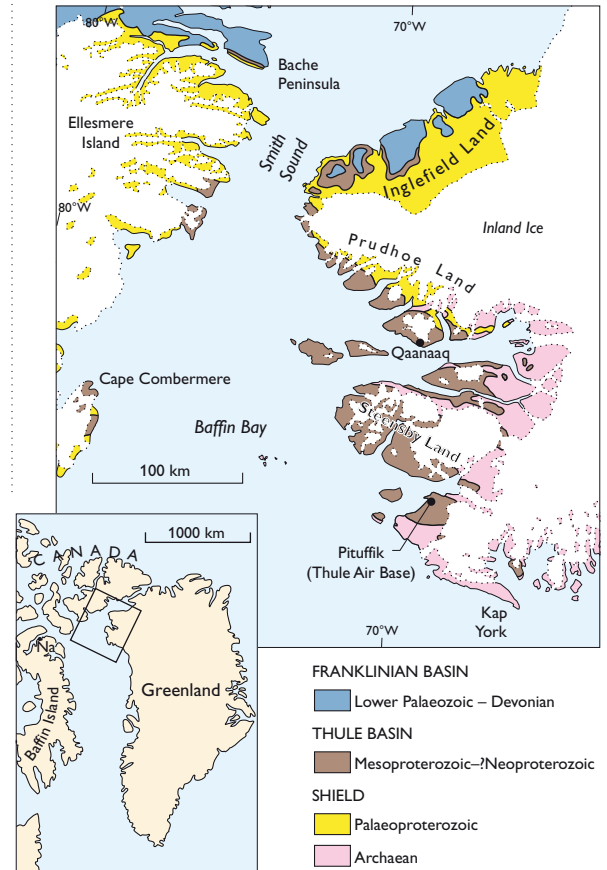 80°W
70°W
Bache
Peninsula
Ellesmere
Island
Smith
Sound
Inglefield Land
80°W
Inland Ice
Prudhoe Land
Qaanaaq
Cape Combermere
Steensby Land
Baffin Bay
100 km
Pituffik
(Thule Air Base)
Kap
York
70°W
1000 km
CANADA
Na
Greenland
Baffin Island
FRANKLINIAN BASIN
Lower Palaeozoic – Devonian
THULE BASIN
Mesoproterozoic–?Neoproterozoic
SHIELD
Palaeoproterozoic
Archaean